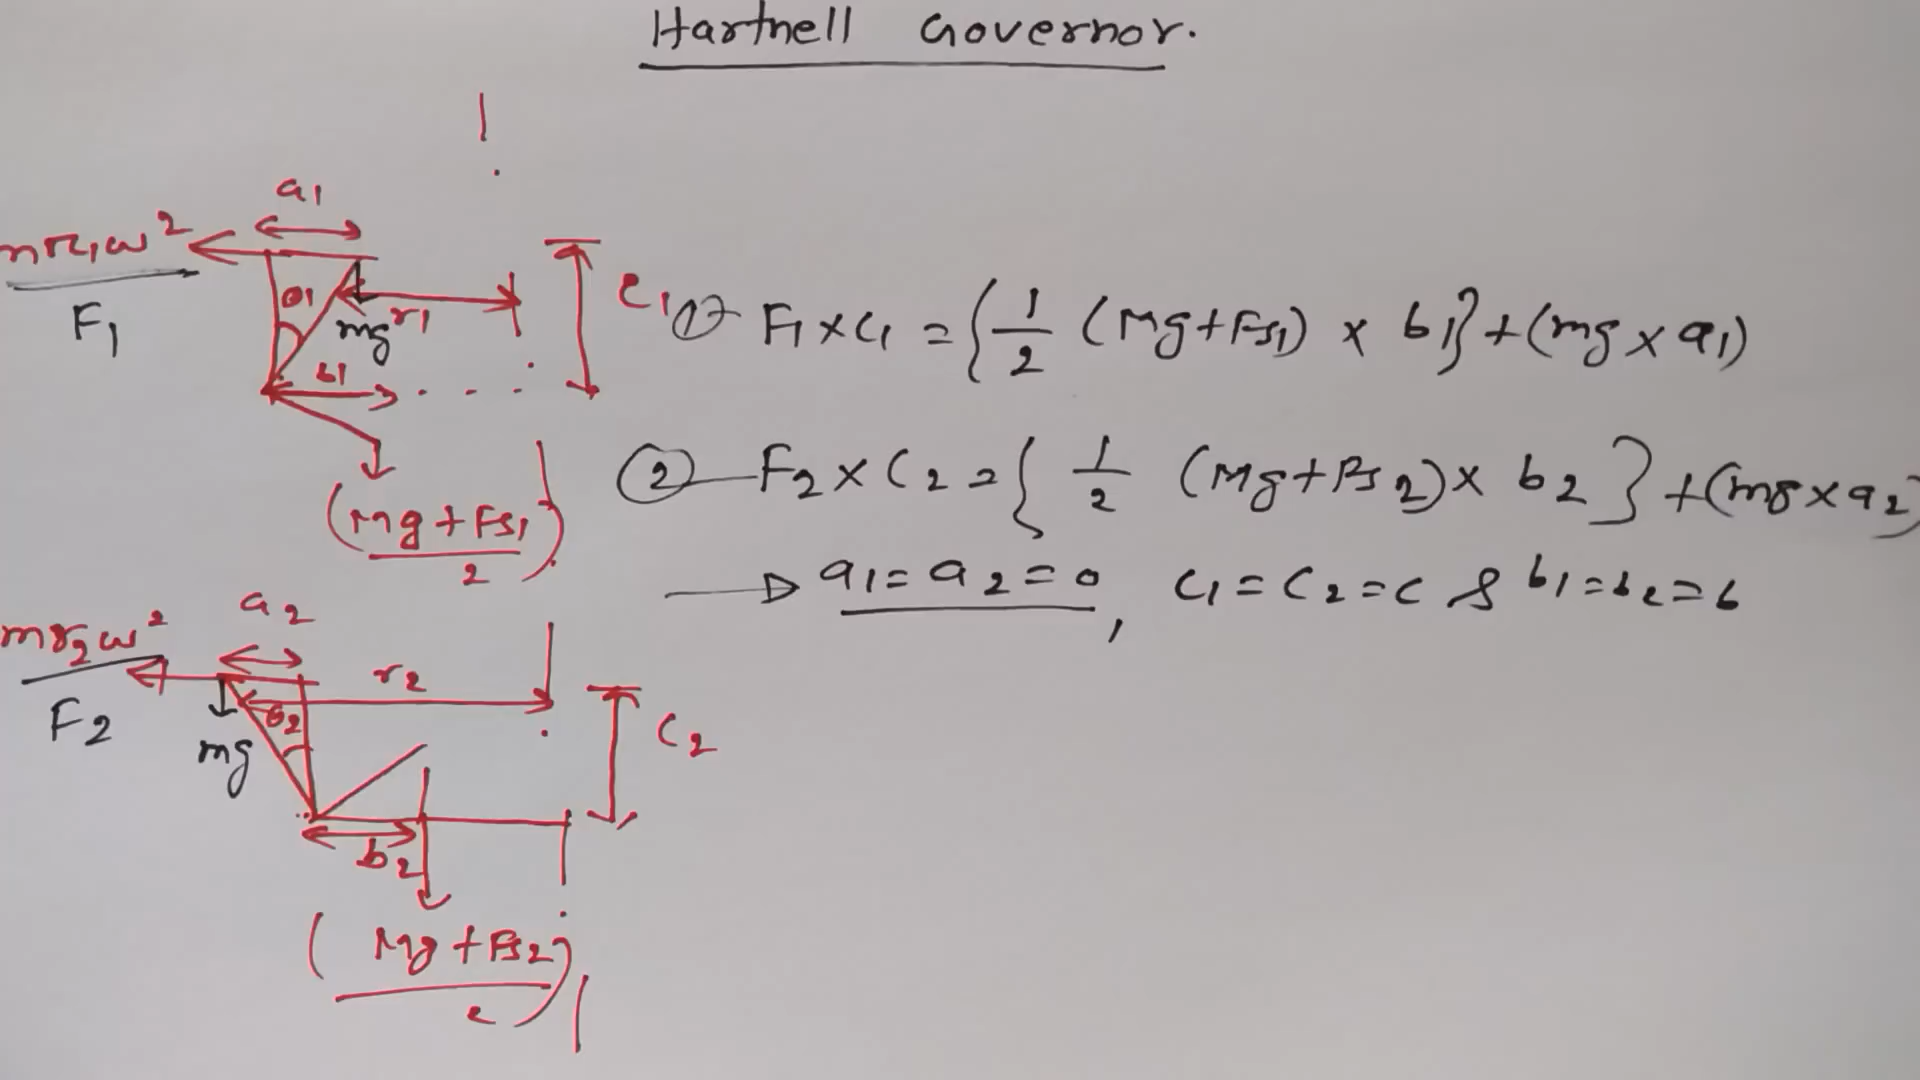 Hartnell Governor.
a1
mr1ω²
F1
θ1
mg
r1
c1
b1
(Mg+Fs1)
2
① F1 × c1 = {1/2 (Mg+Fs1) × b1} + (mg × a1)
② F2 × c2 = {1/2 (Mg+Fs2) × b2} + (mg × a2)
→ a1 = a2 = 0, c1 = c2 = c & b1 = b2 = b
a2
mr2ω²
F2
θ2
mg
r2
c2
b2
(Mg+Fs2)
2